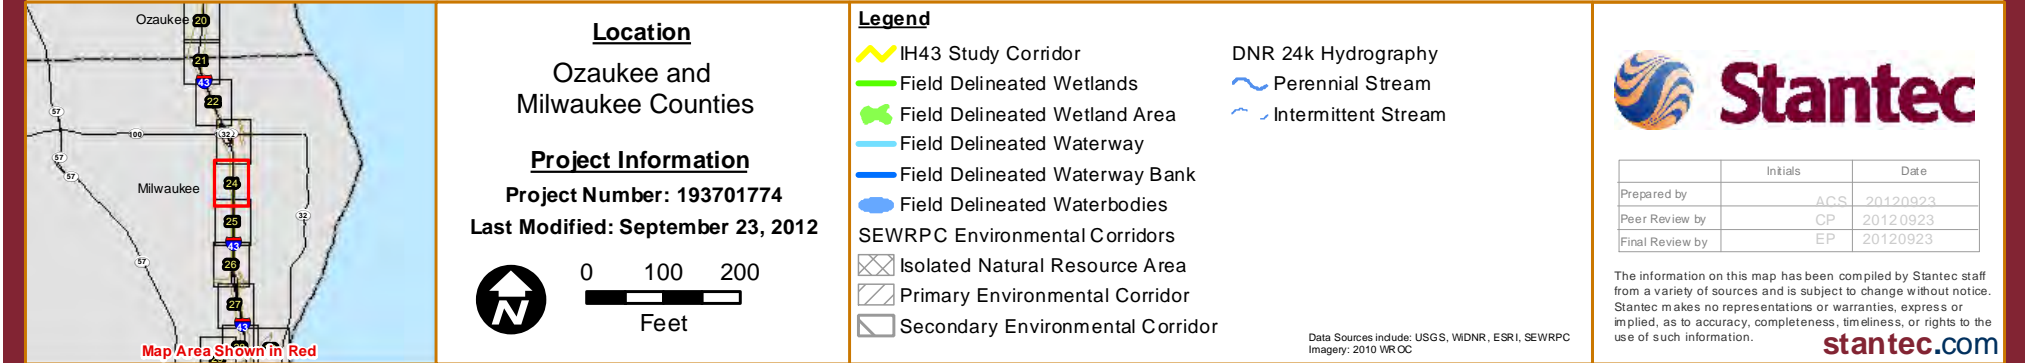 Ozaukee 20
21
43
22
57
100
32
57
57
24
Milwaukee
25
32
43
26
57
27
43
Map Area Shown in Red
Location
Ozaukee and
Milwaukee Counties
Project Information
Project Number: 193701774
Last Modified: September 23, 2012
N
0 100 200
Feet
Legend
IH43 Study Corridor
Field Delineated Wetlands
Field Delineated Wetland Area
Field Delineated Waterway
Field Delineated Waterway Bank
Field Delineated Waterbodies
SEWRPC Environmental Corridors
Isolated Natural Resource Area
Primary Environmental Corridor
Secondary Environmental Corridor
DNR 24k Hydrography
Perennial Stream
Intermittent Stream
Data Sources include: USGS, WiDNR, ESRI, SEWRPC
Imagery: 2010 WROC
Stantec
Initials Date
Prepared by ACS 20120923
Peer Review by CP 20120923
Final Review by EP 20120923
The information on this map has been compiled by Stantec staff
from a variety of sources and is subject to change without notice.
Stantec makes no representations or warranties, express or
implied, as to accuracy, completeness, timeliness, or rights to the
use of such information.
stantec.com